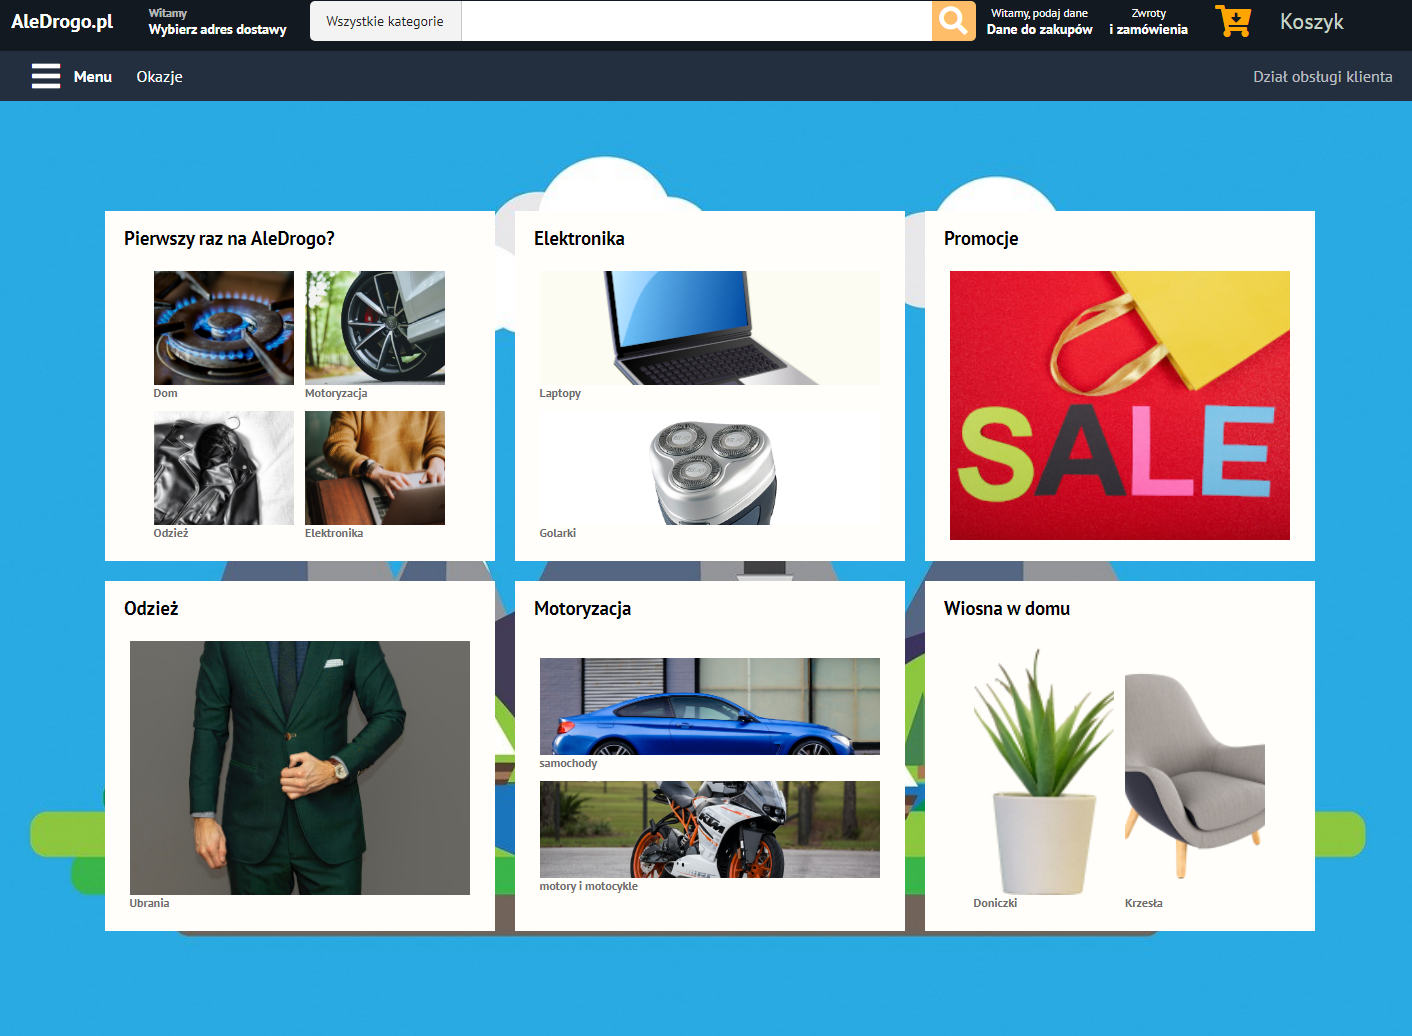 AleDrogo.pl
Witamy
Wybierz adres dostawy
Wszystkie kategorie
Witamy, podaj dane
Dane do zakupów
Zwroty
i zamówienia
Koszyk
Menu
Okazje
Dział obsługi klienta
Pierwszy raz na AleDrogo?
Dom
Motoryzacja
Odzież
Elektronika
Elektronika
Laptopy
Golarki
Promocje
SALE
Odzież
Ubrania
Motoryzacja
samochody
KTM
motory i motocykle
Wiosna w domu
Doniczki
Krzesła